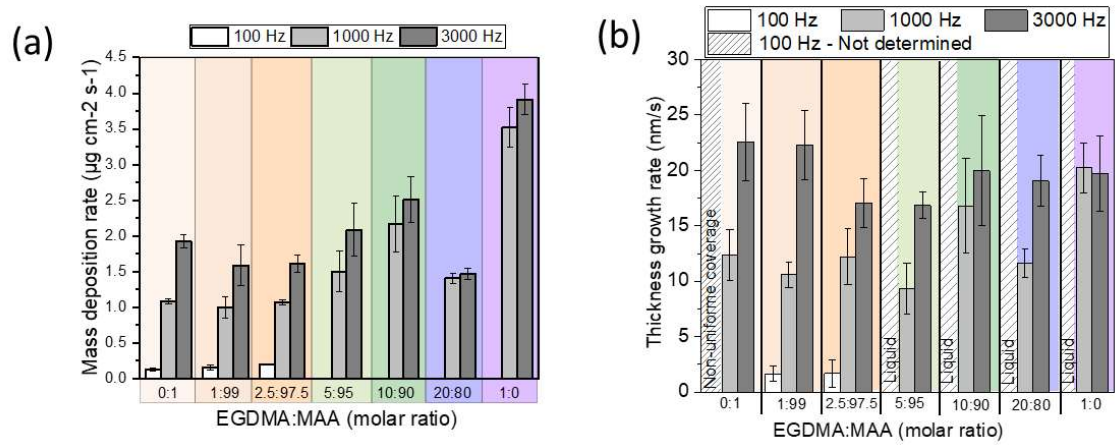 (a)
100 Hz 1000 Hz 3000 Hz
Mass deposition rate (µg cm-2 s-1)
4.5
4.0
3.5
3.0
2.5
2.0
1.5
1.0
0.5
0.0
0:1 1:99 2.5:97.5 5:95 10:90 20:80 1:0
EGDMA:MAA (molar ratio)
(b)
100 Hz 1000 Hz 3000 Hz
100 Hz - Not determined
Thickness growth rate (nm/s)
30
25
20
15
10
5
0
Non-uniforme coverage
Liquid
Liquid
Liquid
Liquid
0:1 1:99 2.5:97.5 5:95 10:90 20:80 1:0
EGDMA:MAA (molar ratio)